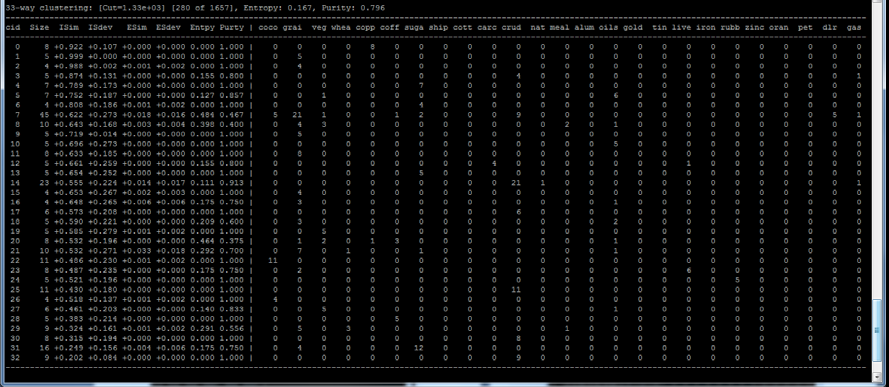 33-way clustering: [Cut=1.33e+03] [280 of 1657], Entropy: 0.167, Purity: 0.796
cid Size ISim ISdev ESim ESdev Entpy Purty | coco grai veg whea copp coff suga ship cott carc crud nat meal alum oils gold tin live iron rubb zinc oran pet dlr gas
0 8 +0.922 +0.107 +0.000 +0.000 0.000 1.000 | 0 0 0 0 8 0 0 0 0 0 0 0 0 0 0 0 0 0 0 0 0 0 0 0 0
1 5 +0.999 +0.000 +0.000 +0.000 0.000 1.000 | 0 5 0 0 0 0 0 0 0 0 0 0 0 0 0 0 0 0 0 0 0 0 0 0 0
2 4 +0.988 +0.002 +0.001 +0.002 0.000 1.000 | 0 4 0 0 0 0 0 0 0 0 0 0 0 0 0 0 0 0 0 0 0 0 0 0 0
3 5 +0.874 +0.131 +0.000 +0.000 0.155 0.800 | 0 0 0 0 0 0 0 0 0 0 4 0 0 0 0 0 0 0 0 0 0 0 0 0 1
4 7 +0.789 +0.173 +0.000 +0.000 0.000 1.000 | 0 0 0 0 0 0 7 0 0 0 0 0 0 0 0 0 0 0 0 0 0 0 0 0 0
5 7 +0.752 +0.187 +0.000 +0.000 0.127 0.857 | 0 0 1 0 0 0 0 0 0 0 0 0 0 0 6 0 0 0 0 0 0 0 0 0 0
6 4 +0.808 +0.186 +0.001 +0.002 0.000 1.000 | 0 0 0 0 0 0 4 0 0 0 0 0 0 0 0 0 0 0 0 0 0 0 0 0 0
7 45 +0.622 +0.273 +0.018 +0.016 0.484 0.467 | 5 21 1 0 0 1 2 0 0 0 9 0 0 0 0 0 0 0 0 0 0 0 0 5 1
8 10 +0.643 +0.168 +0.003 +0.004 0.398 0.400 | 0 4 3 0 0 0 0 0 0 0 0 0 2 0 1 0 0 0 0 0 0 0 0 0 0
9 5 +0.719 +0.014 +0.000 +0.000 0.000 1.000 | 0 5 0 0 0 0 0 0 0 0 0 0 0 0 0 0 0 0 0 0 0 0 0 0 0
10 5 +0.696 +0.273 +0.000 +0.000 0.000 1.000 | 0 0 0 0 0 0 0 0 0 0 0 0 0 0 5 0 0 0 0 0 0 0 0 0 0
11 8 +0.633 +0.185 +0.000 +0.000 0.000 1.000 | 0 8 0 0 0 0 0 0 0 0 0 0 0 0 0 0 0 0 0 0 0 0 0 0 0
12 5 +0.661 +0.259 +0.000 +0.000 0.155 0.800 | 0 0 0 0 0 0 0 0 0 4 0 0 0 0 0 0 0 1 0 0 0 0 0 0 0
13 5 +0.654 +0.252 +0.000 +0.000 0.000 1.000 | 0 0 0 0 0 0 5 0 0 0 0 0 0 0 0 0 0 0 0 0 0 0 0 0 0
14 23 +0.555 +0.224 +0.014 +0.017 0.111 0.913 | 0 0 0 0 0 0 0 0 0 0 21 1 0 0 0 0 0 0 0 0 0 0 0 0 1
15 4 +0.653 +0.267 +0.002 +0.003 0.000 1.000 | 0 4 0 0 0 0 0 0 0 0 0 0 0 0 0 0 0 0 0 0 0 0 0 0 0
16 4 +0.648 +0.265 +0.006 +0.006 0.175 0.750 | 0 3 0 0 0 0 0 0 0 0 0 0 0 0 1 0 0 0 0 0 0 0 0 0 0
17 6 +0.573 +0.208 +0.000 +0.000 0.000 1.000 | 0 0 0 0 0 0 0 0 0 0 6 0 0 0 0 0 0 0 0 0 0 0 0 0 0
18 5 +0.590 +0.221 +0.000 +0.000 0.209 0.600 | 0
19 5 +0.585 +0.279 +0.001 +0.002 0.000 1.000 | 0 0 5 0 0 0 0 0 0 0 0 0 0 0 0 0 0 0 0 0 0 0 0 0 0
20 8 +0.532 +0.196 +0.000 +0.000 0.464 0.375 | 0 1 2 0 1 3 0 0 0 0 0 0 0 0 1 0 0 0 0 0 0 0 0 0 0
21 10 +0.532 +0.271 +0.033 +0.018 0.292 0.700 | 0 7 0 1 0 0 1 0 0 0 0 0 0 0 1 0 0 0 0 0 0 0 0 0 0
22 11 +0.486 +0.230 +0.001 +0.002 0.000 1.000 | 11 0 0 0 0 0 0 0 0 0 0 0 0 0 0 0 0 0 0 0 0 0 0 0 0
23 8 +0.487 +0.235 +0.000 +0.000 0.175 0.750 | 0 2 0 0 0 0 0 0 0 0 0 0 0 0 0 0 0 6 0 0 0 0 0 0 0
24 5 +0.521 +0.196 +0.000 +0.000 0.000 1.000 | 0 0 0 0 0 0 0 0 0 0 0 0 0 0 0 0 0 0 0 5 0 0 0 0 0
25 11 +0.430 +0.180 +0.000 +0.000 0.000 1.000 | 0 0 0 0 0 0 0 0 0 0 11 0 0 0 0 0 0 0 0 0 0 0 0 0 0
26 4 +0.518 +0.137 +0.001 +0.002 0.000 1.000 | 4 0 0 0 0 0 0 0 0 0 0 0 0 0 0 0 0 0 0 0 0 0 0 0 0
27 6 +0.461 +0.203 +0.000 +0.000 0.140 0.833 | 0 0 5 0 0 0 0 0 0 0 0 0 0 0 1 0 0 0 0 0 0 0 0 0 0
28 5 +0.383 +0.214 +0.000 +0.000 0.000 1.000 | 0 0 5 0 0 0 0 0 0 0 0 0 0 0 0 0 0 0 0 0 0 0 0 0 0
29 9 +0.324 +0.161 +0.001 +0.002 0.291 0.556 | 0 5 0 3 0 0 0 0 0 0 0 0 1 0 0 0 0 0 0 0 0 0 0 0 0
30 8 +0.315 +0.194 +0.000 +0.000 0.000 1.000 | 0 0 0 0 0 0 0 0 0 0 8 0 0 0 0 0 0 0 0 0 0 0 0 0 0
31 16 +0.249 +0.156 +0.004 +0.006 0.175 0.750 | 0 4 0 0 0 0 12 0 0 0 0 0 0 0 0 0 0 0 0 0 0 0 0 0 0
32 9 +0.202 +0.084 +0.000 +0.000 0.000 1.000 | 0 0 0 0 0 0 0 0 0 0 9 0 0 0 0 0 0 0 0 0 0 0 0 0 0